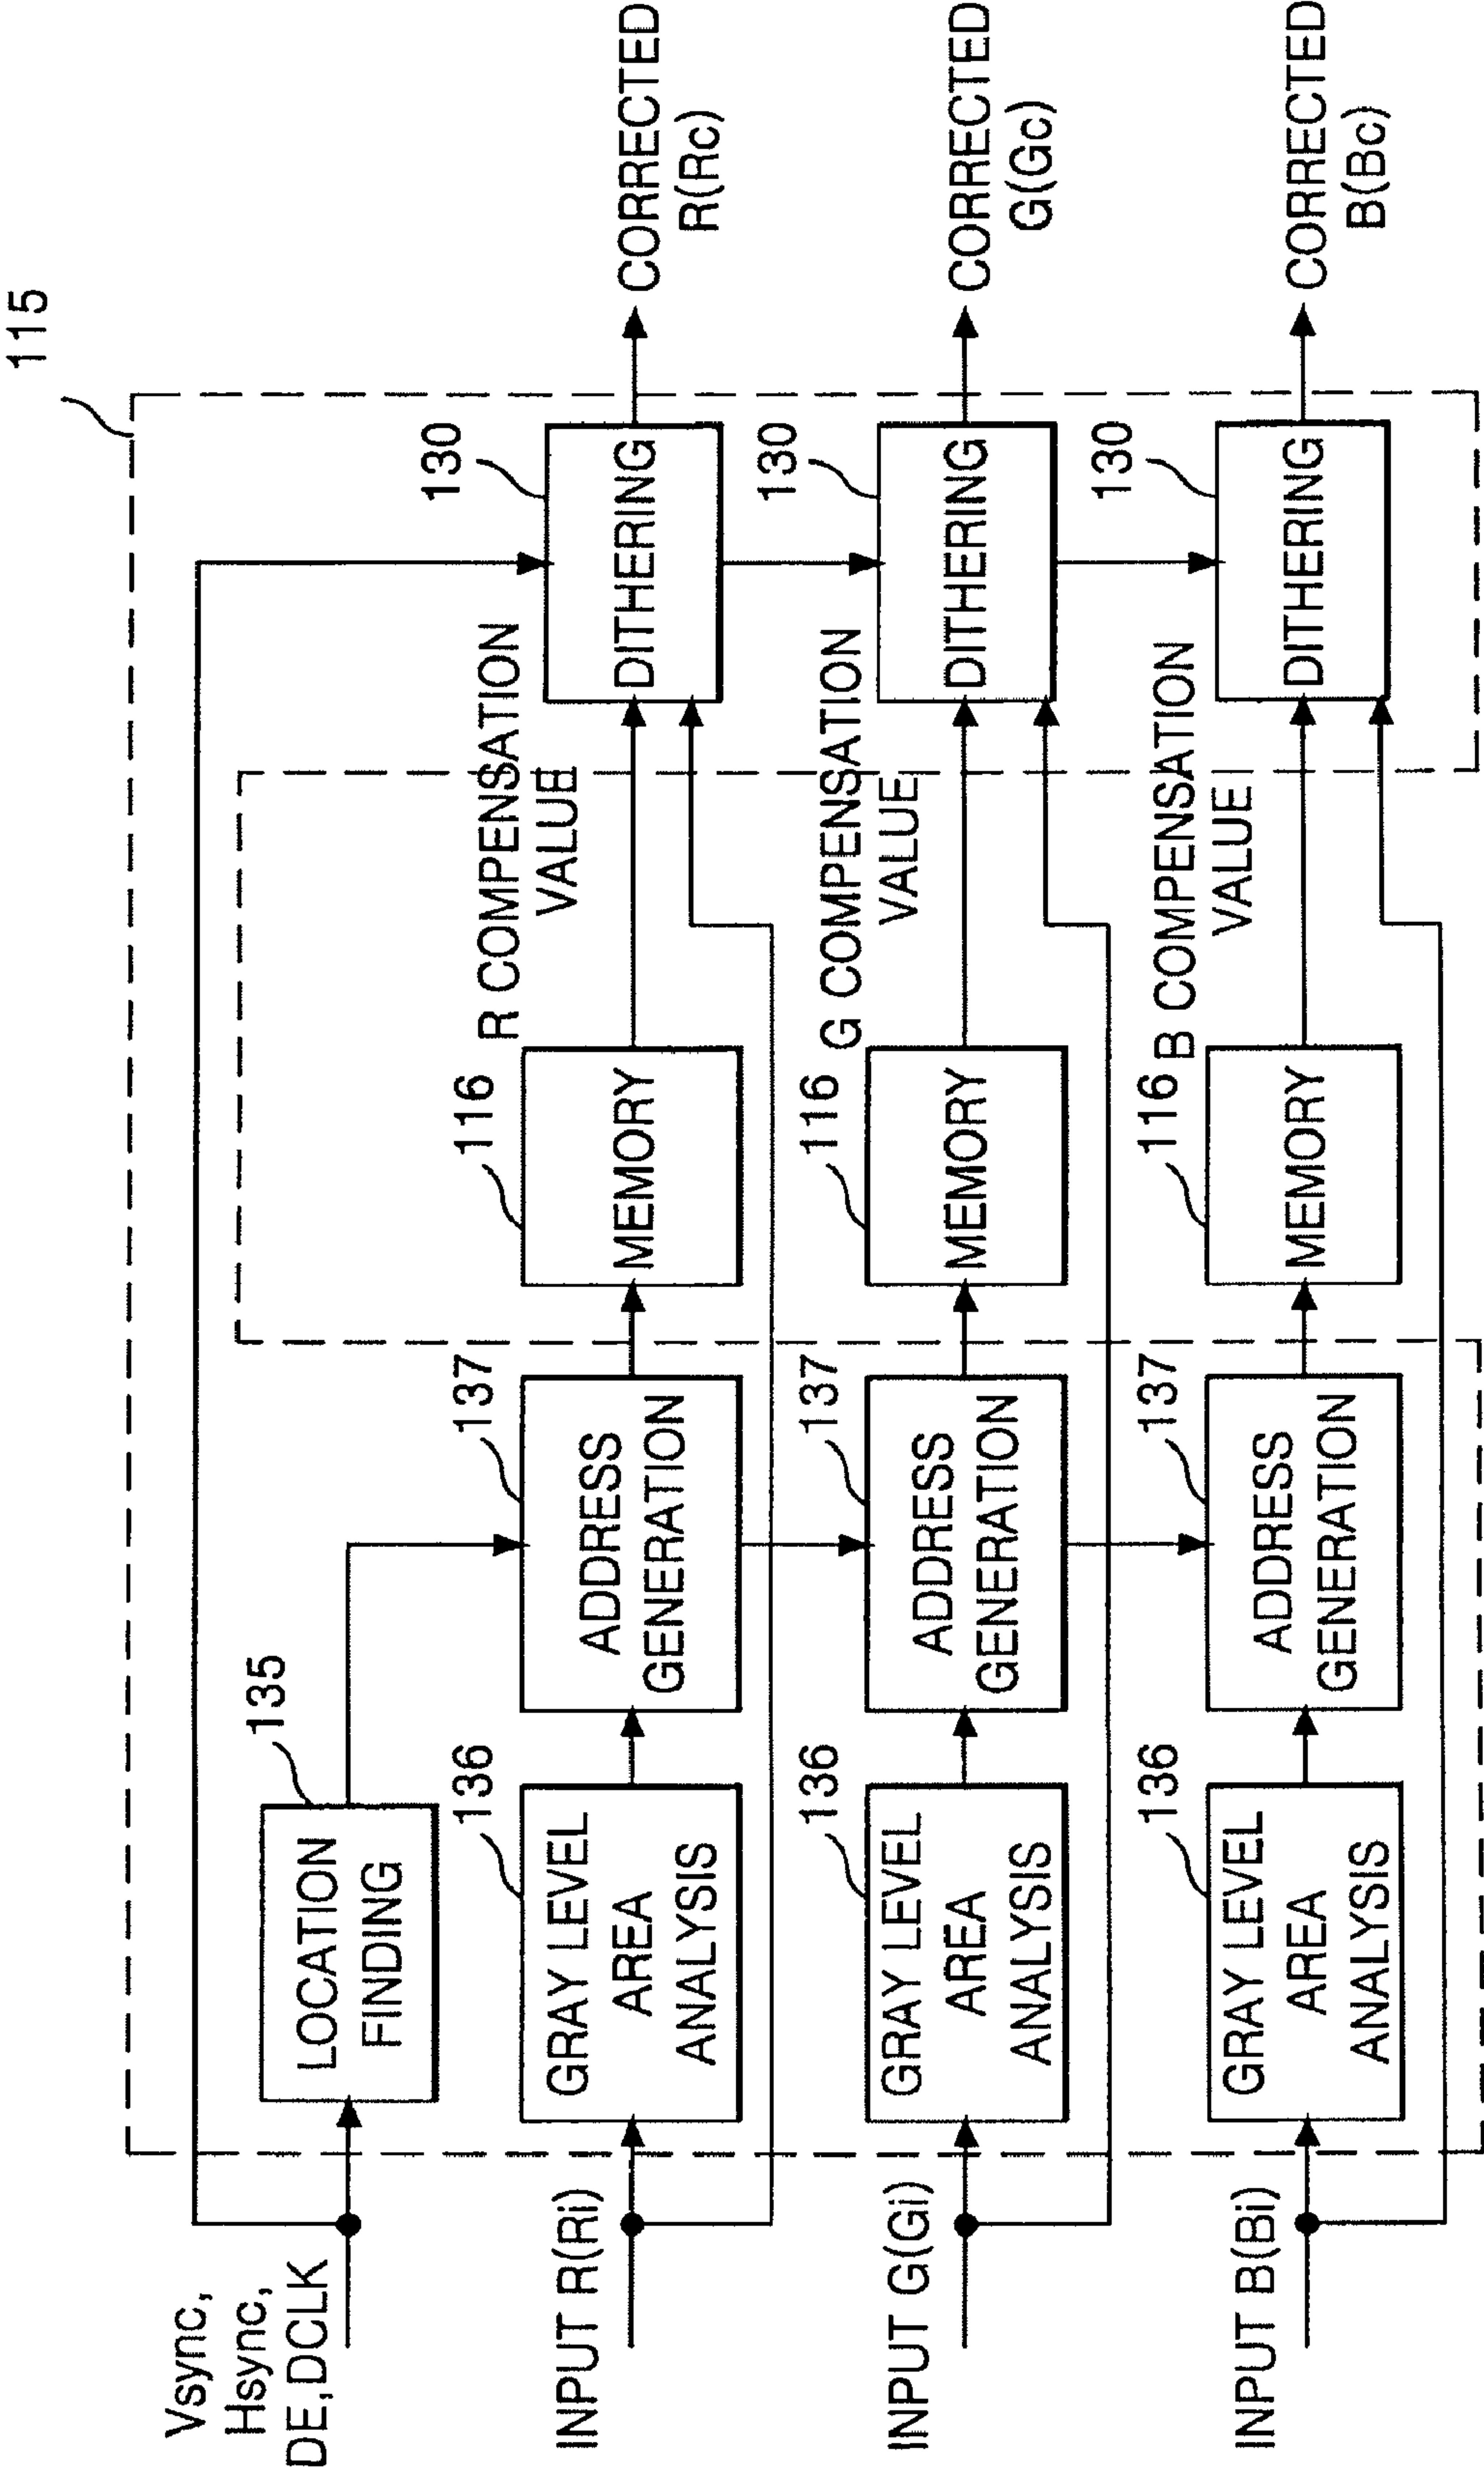 115
Vsync,
Hsync,
DE,DCLK
135
LOCATION
FINDING
INPUT R(Ri)
136
GRAY LEVEL
AREA
ANALYSIS
137
ADDRESS
GENERATION
116
MEMORY
R COMPENSATION
VALUE
130
DITHERING
CORRECTED
R(Rc)
INPUT G(Gi)
136
GRAY LEVEL
AREA
ANALYSIS
137
ADDRESS
GENERATION
116
MEMORY
G COMPENSATION
VALUE
130
DITHERING
CORRECTED
G(Gc)
INPUT B(Bi)
136
GRAY LEVEL
AREA
ANALYSIS
137
ADDRESS
GENERATION
116
MEMORY
B COMPENSATION
VALUE
130
DITHERING
CORRECTED
B(Bc)